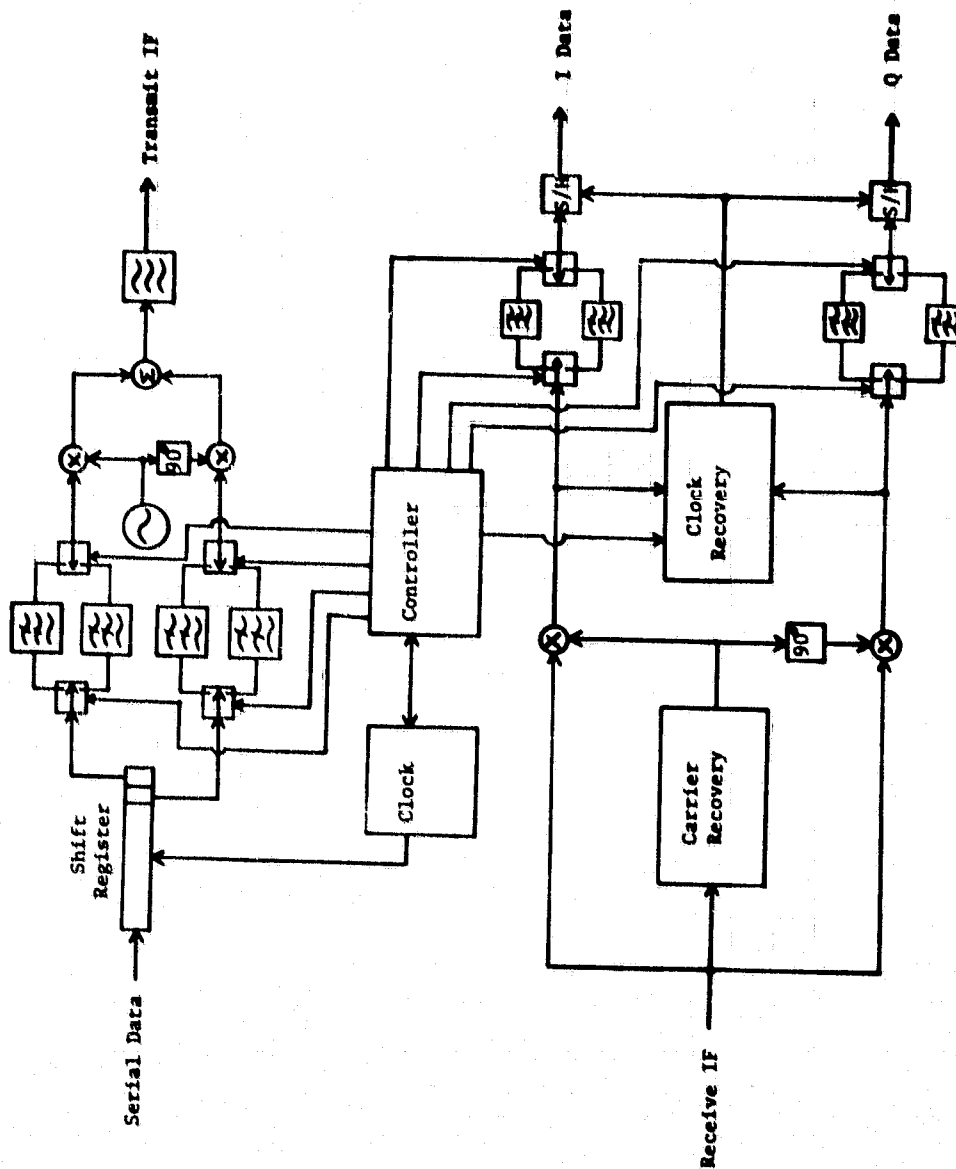 Serial Data
Shift
Register
90°
Σ
Transmit IF
Clock
Controller
Receive IF
Carrier
Recovery
90°
Clock
Recovery
S/H
I Data
S/H
Q Data